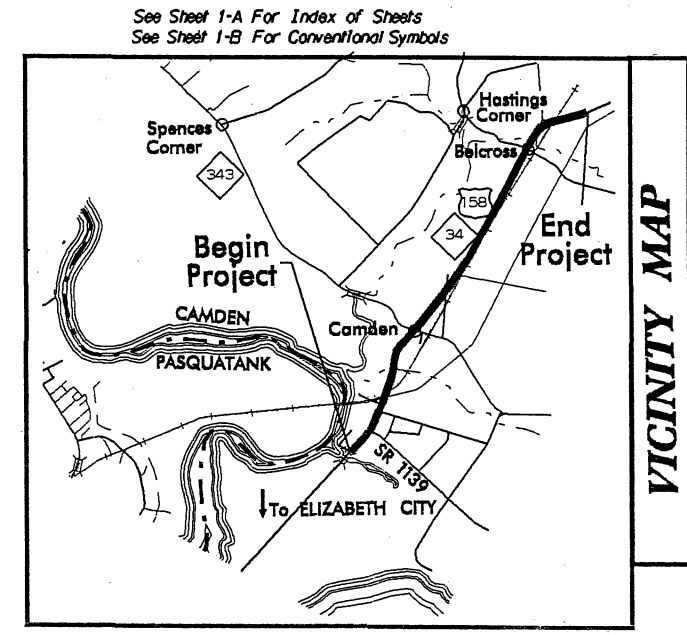 See Sheet 1-A For Index of Sheets
See Sheet 1-B For Conventional Symbols
Hastings
Corner
Spences
Corner
Belcross
343
158
34
End
Project
Begin
Project
CAMDEN
Camden
PASQUATANK
SR 1139
To ELIZABETH CITY
VICINITY MAP